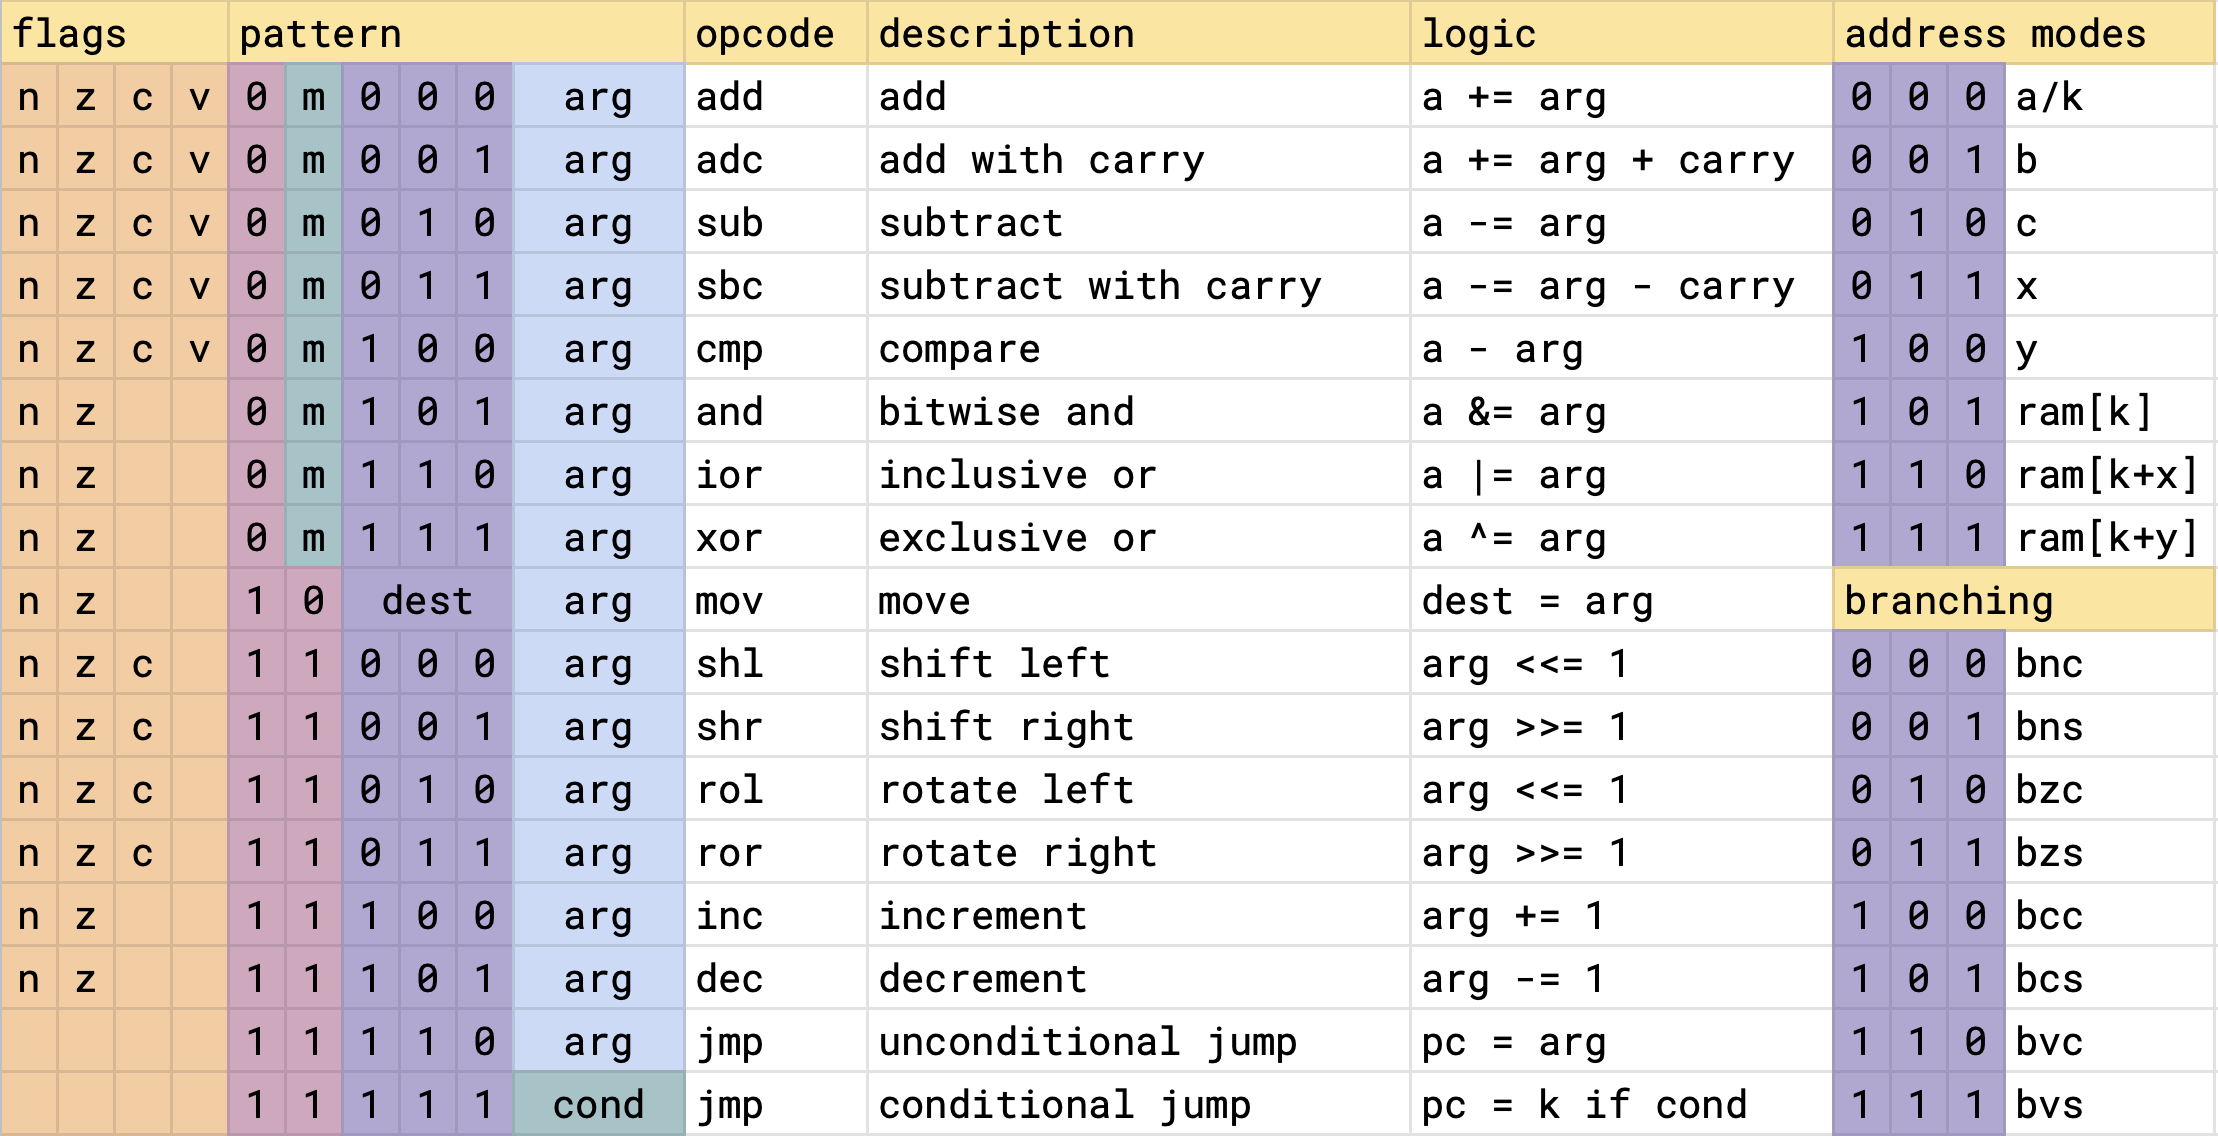 flags pattern opcode description logic address modes
n z c v 0 m 0 0 0 arg add add a += arg 0 0 0 a/k
n z c v 0 m 0 0 1 arg adc add with carry a += arg + carry 0 0 1 b
n z c v 0 m 0 1 0 arg sub subtract a -= arg 0 1 0 c
n z c v 0 m 0 1 1 arg sbc subtract with carry a -= arg - carry 0 1 1 x
n z c v 0 m 1 0 0 arg cmp compare a - arg 1 0 0 y
n z 0 m 1 0 1 arg and bitwise and a &= arg 1 0 1 ram[k]
n z 0 m 1 1 0 arg ior inclusive or a |= arg 1 1 0 ram[k+x]
n z 0 m 1 1 1 arg xor exclusive or a ^= arg 1 1 1 ram[k+y]
n z 1 0 dest arg mov move dest = arg branching
n z c 1 1 0 0 0 arg shl shift left arg <<= 1 0 0 0 bnc
n z c 1 1 0 0 1 arg shr shift right arg >>= 1 0 0 1 bns
n z c 1 1 0 1 0 arg rol rotate left arg <<= 1 0 1 0 bzc
n z c 1 1 0 1 1 arg ror rotate right arg >>= 1 0 1 1 bzs
n z 1 1 1 0 0 arg inc increment arg += 1 1 0 0 bcc
n z 1 1 1 0 1 arg dec decrement arg -= 1 1 0 1 bcs
1 1 1 1 0 arg jmp unconditional jump pc = arg 1 1 0 bvc
1 1 1 1 1 cond jmp conditional jump pc = k if cond 1 1 1 bvs